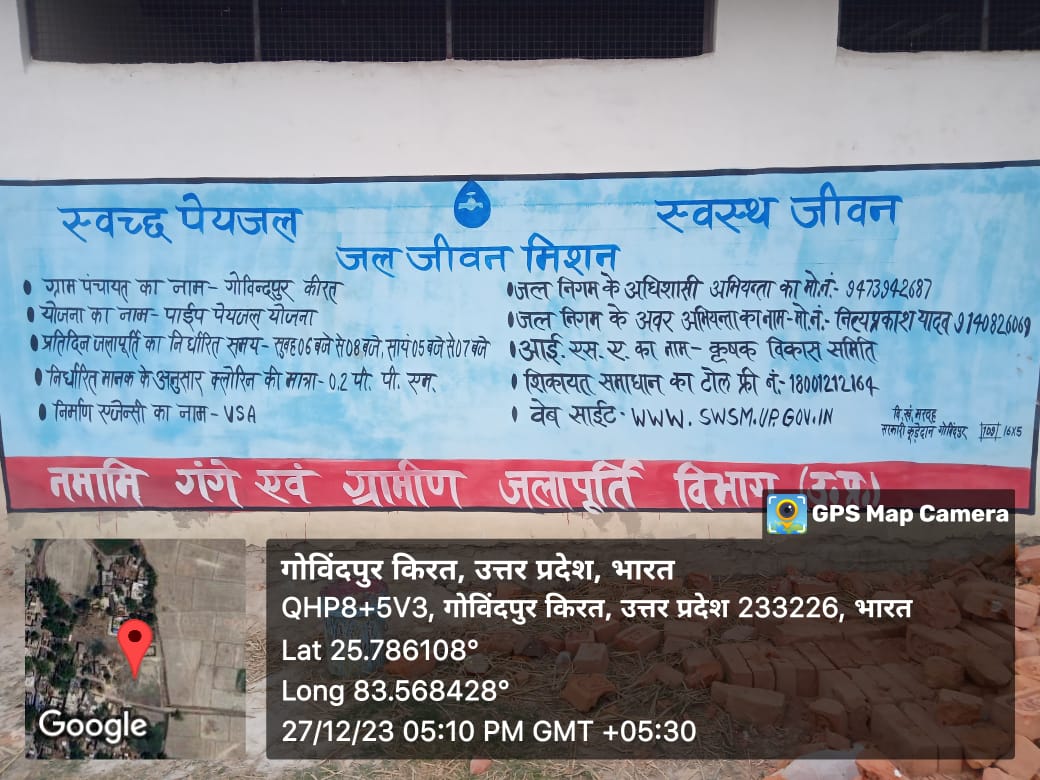 स्वच्छ पेयजल
स्वस्थ जीवन
जल जीवन मिशन
• ग्राम पंचायत का नाम- गोविन्दपुर कीरत
• योजना का नाम- पाईप पेयजल योजना
• प्रतिदिन जलापूर्ति का निर्धारित समय- सुबह 06 बजे से 08 बजे, सायं 05 बजे से 07 बजे
• निर्धारित मानक के अनुसार क्लोरिन की मात्रा- 0.2 पी. पी. एम.
• निर्माण एजेन्सी का नाम- VSA
• जल निगम के अधिशासी अभियन्ता का मो.नं.- 9473942687
• जल निगम के अवर अभियन्ता का नाम- मो.नं.- नित्यप्रकाश यादव 9140826069
• आई. एस. ए. का नाम- कृषक विकास समिति
• शिकायत समाधान का टोल फ्री नं.- 18001212164
• वेब साईट- WWW.SWSM.UP.GOV.IN
वि.खं. मरदह
सरकारी कूड़ेदान गोविंदपुर 16x5
नमामि गंगे एवं ग्रामीण जलापूर्ति विभाग (उ.प्र.)
GPS Map Camera
गोविंदपुर किरत, उत्तर प्रदेश, भारत
QHP8+5V3, गोविंदपुर किरत, उत्तर प्रदेश 233226, भारत
Lat 25.786108°
Long 83.568428°
27/12/23 05:10 PM GMT +05:30
Google